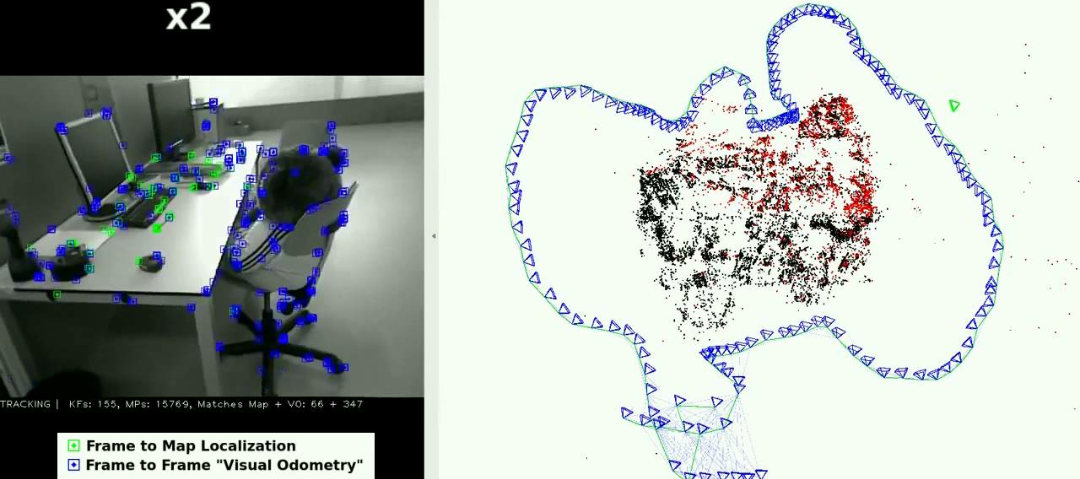 x2
TRACKING | KFs: 155, MPs: 15769, Matches Map + VO: 66 + 347
Frame to Map Localization
Frame to Frame "Visual Odometry"